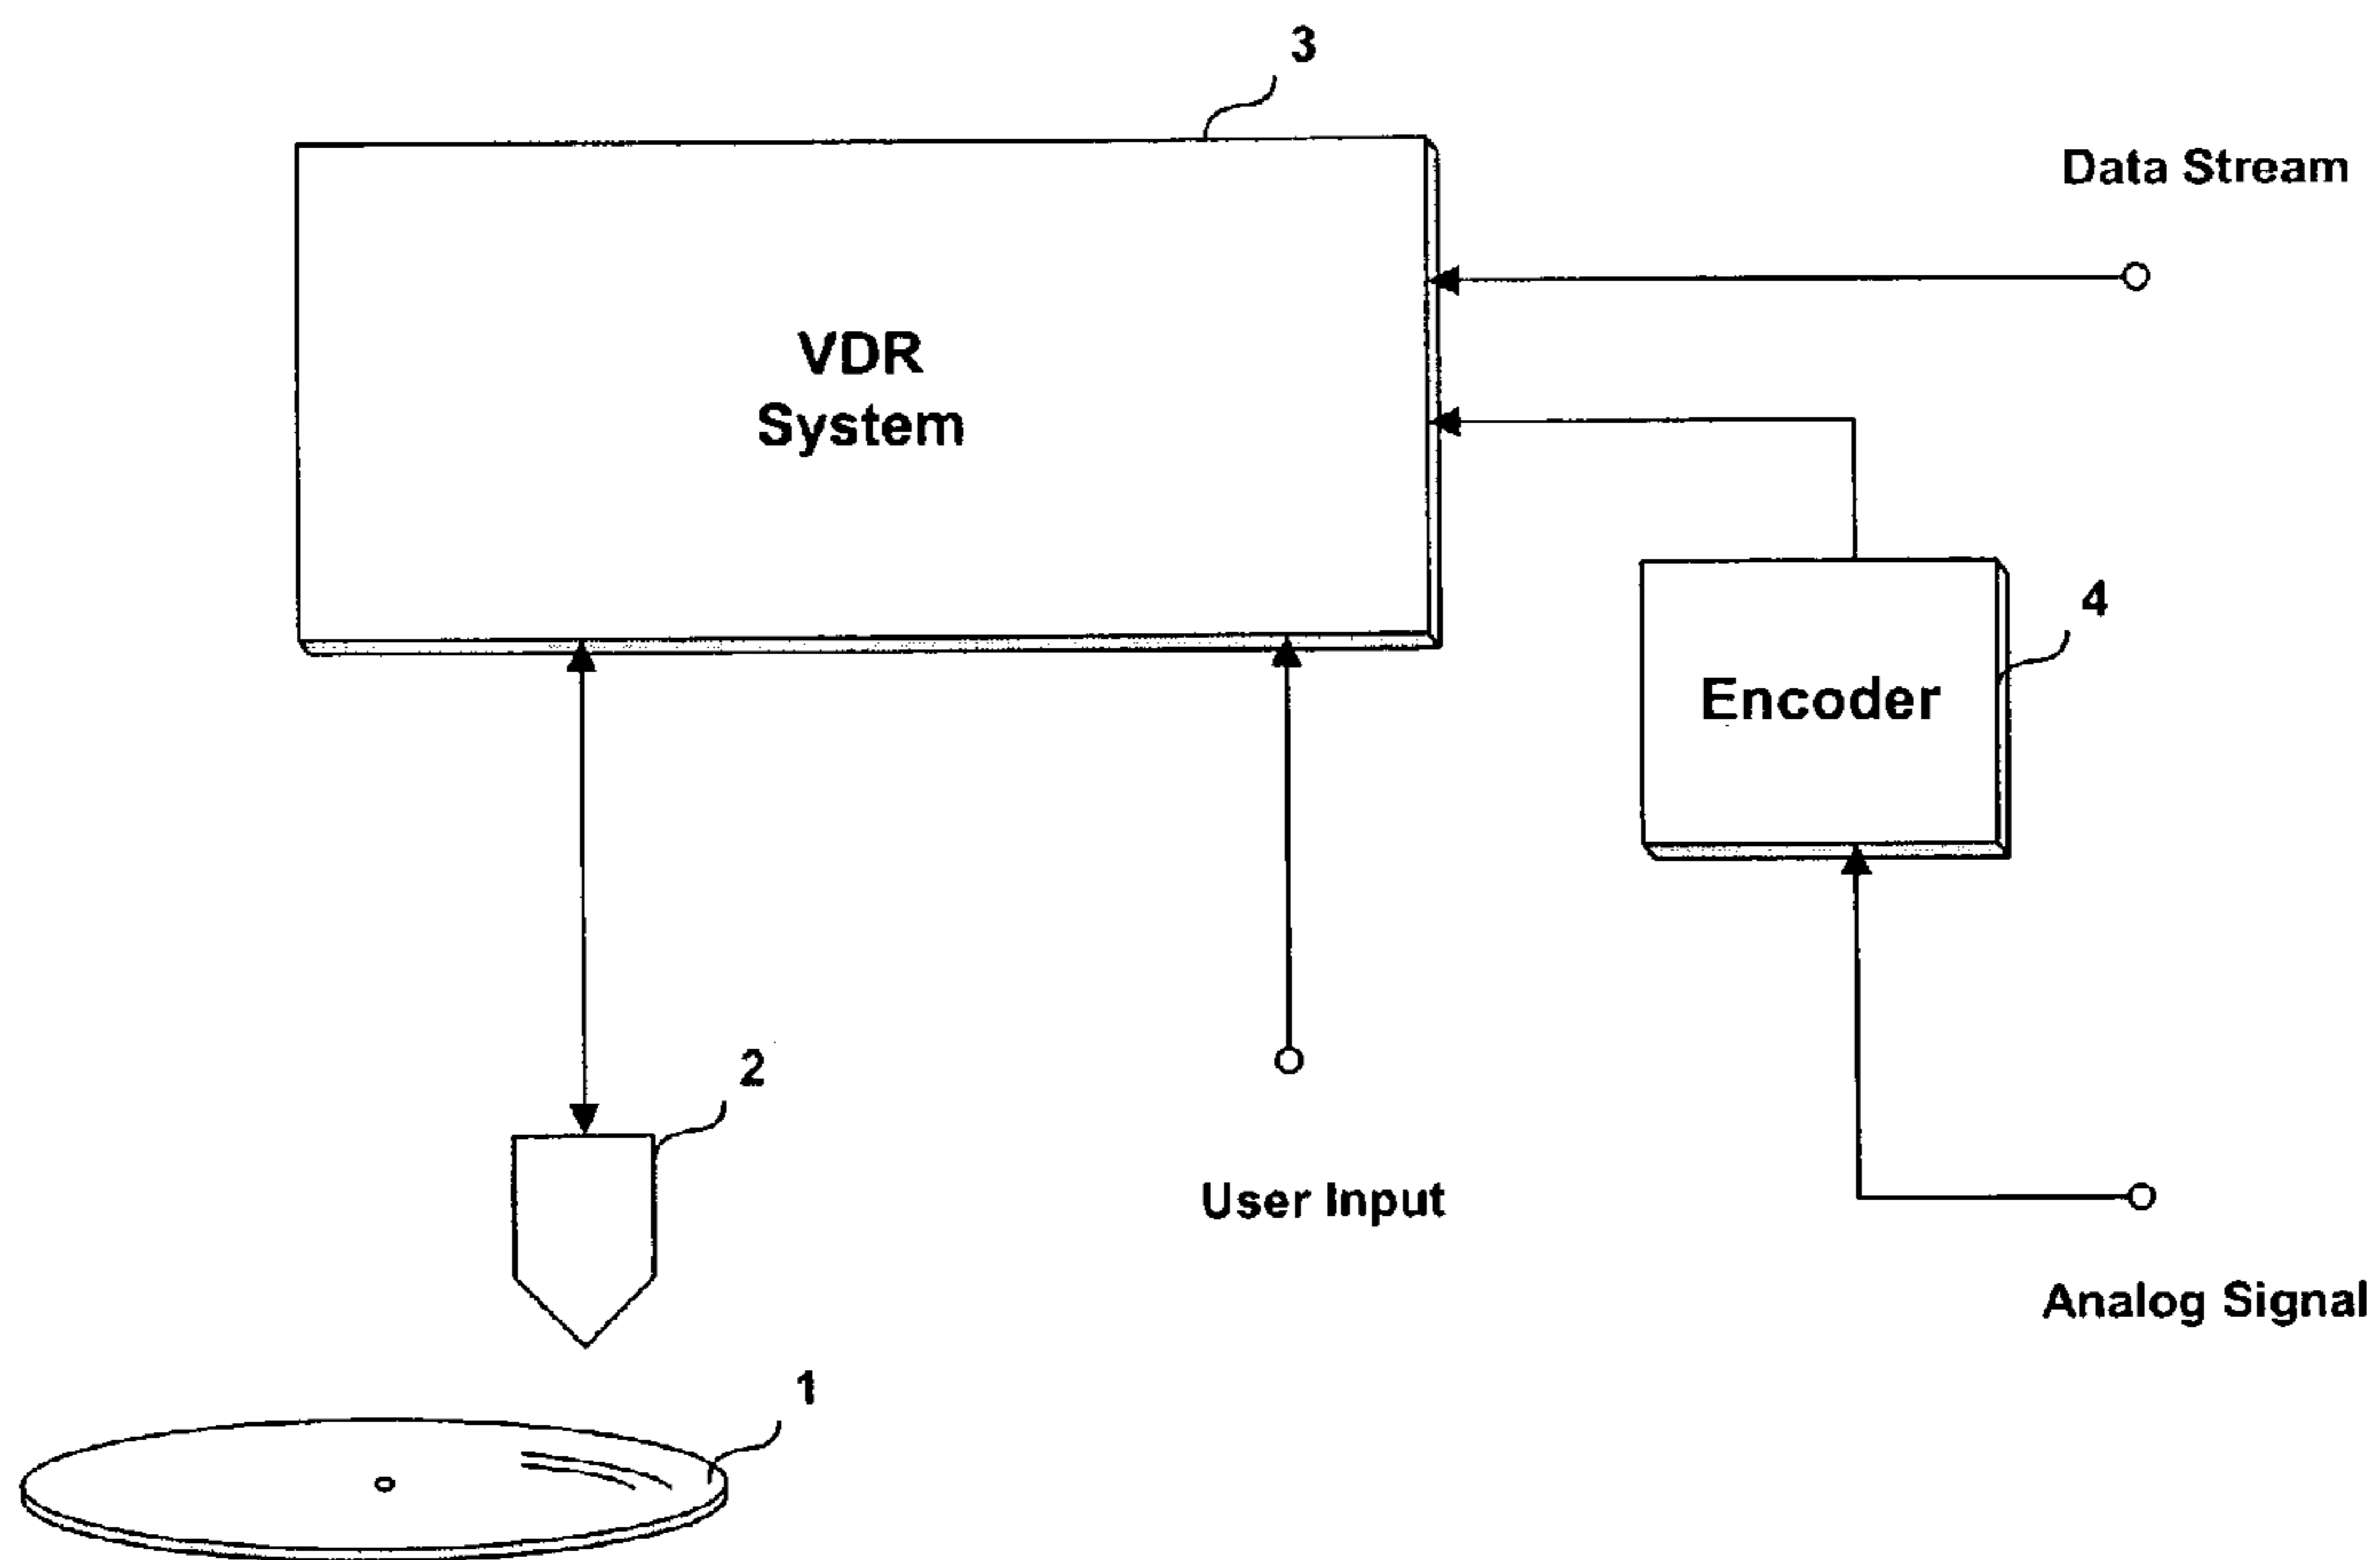 3
Data Stream
VDR
System
4
Encoder
2
User Input
Analog Signal
1